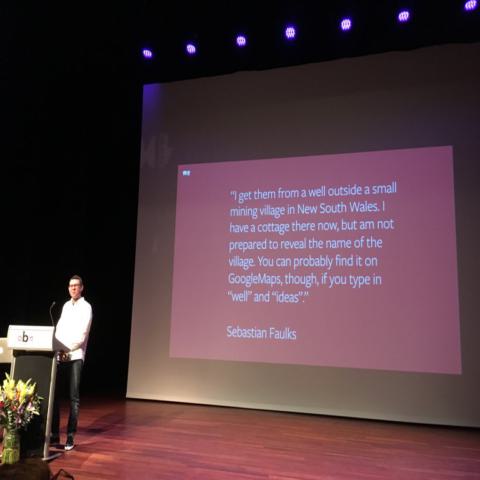 "I get them from a well outside a small
mining village in New South Wales. I
have a cottage there now, but am not
prepared to reveal the name of the
village. You can probably find it on
GoogleMaps, though, if you type in
"well" and "ideas"."
Sebastian Faulks